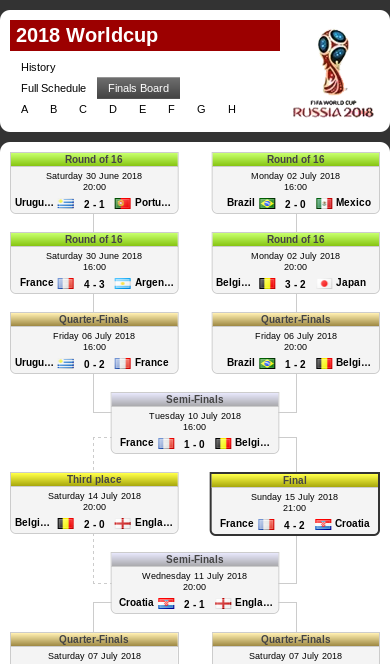 2018 Worldcup
History
Full Schedule Finals Board
A B C D E F G H
FIFA WORLD CUP
RUSSIA 2018
Round of 16
Saturday 30 June 2018
20:00
Urugu... 2 - 1 Portu...
Round of 16
Monday 02 July 2018
16:00
Brazil 2 - 0 Mexico
Round of 16
Saturday 30 June 2018
16:00
France 4 - 3 Argen...
Round of 16
Monday 02 July 2018
20:00
Belgi... 3 - 2 Japan
Quarter-Finals
Friday 06 July 2018
16:00
Urugu... 0 - 2 France
Quarter-Finals
Friday 06 July 2018
20:00
Brazil 1 - 2 Belgi...
Semi-Finals
Tuesday 10 July 2018
16:00
France 1 - 0 Belgi...
Third place
Saturday 14 July 2018
20:00
Belgi... 2 - 0 Engla...
Final
Sunday 15 July 2018
21:00
France 4 - 2 Croatia
Semi-Finals
Wednesday 11 July 2018
20:00
Croatia 2 - 1 Engla...
Quarter-Finals
Saturday 07 July 2018
Quarter-Finals
Saturday 07 July 2018